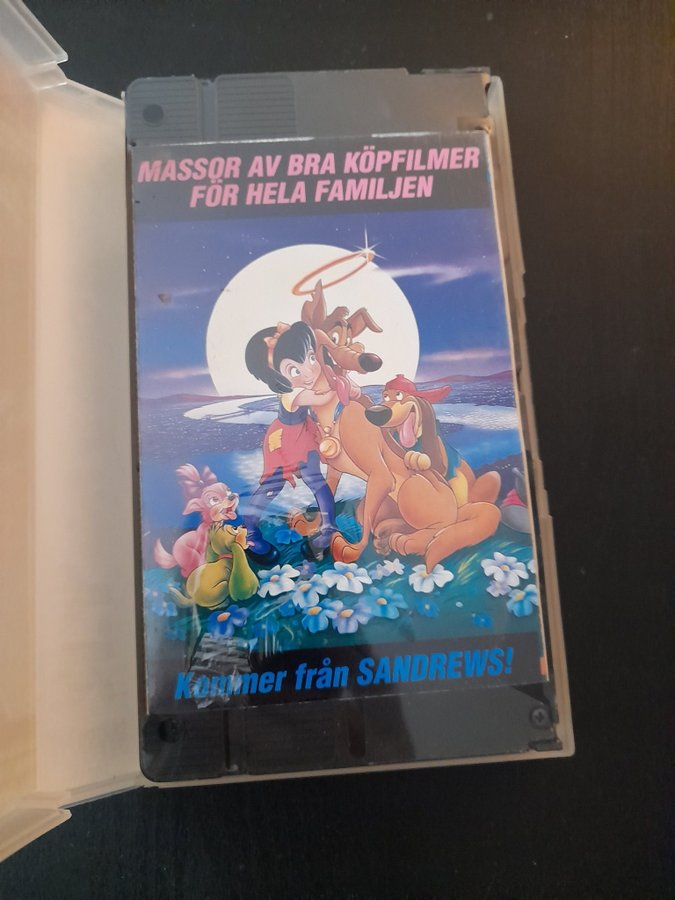 MASSOR AV BRA KÖPFILMER
FÖR HELA FAMILJEN
Kommer från SANDREWS!